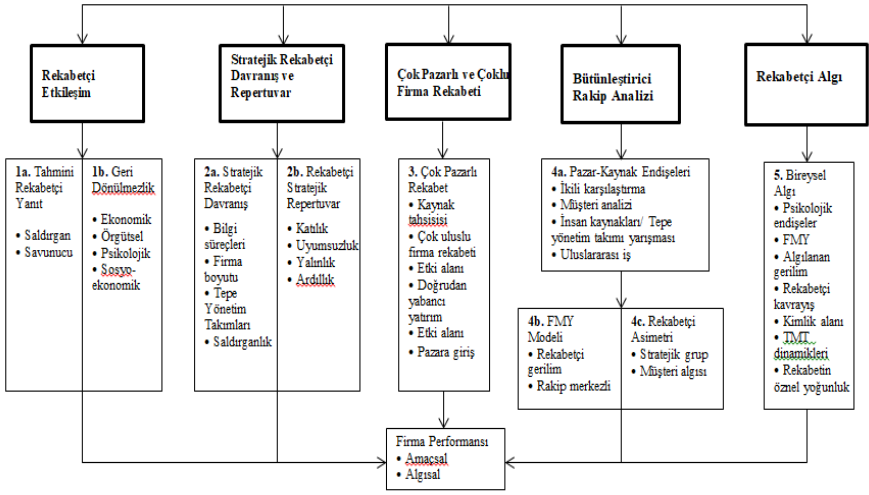 Rekabetçi
Etkileşim
Stratejik Rekabetçi
Davranış ve
Repertuvar
Çok Pazarlı ve Çoklu
Firma Rekabeti
Bütünleştirici
Rakip Analizi
Rekabetçi Algı
1a. Tahmini
Rekabetçi
Yanıt
• Saldırgan
• Savunucu
1b. Geri
Dönülmezlik
• Ekonomik
• Örgütsel
• Psikolojik
• Sosyo-
ekonomik
2a. Stratejik
Rekabetçi
Davranış
• Bilgi
süreçleri
• Firma
boyutu
• Tepe
Yönetim
Takımları
• Saldırganlık
2b. Rekabetçi
Stratejik
Repertuvar
• Katılık
• Uyumsuzluk
• Yalınlık
• Ardıllık
3. Çok Pazarlı
Rekabet
• Kaynak
tahsisisi
• Çok uluslu
firma rekabeti
• Etki alanı
• Doğrudan
yabancı
yatırım
• Etki alanı
• Pazara giriş
4a. Pazar-Kaynak Endişeleri
• İkili karşılaştırma
• Müşteri analizi
• İnsan kaynakları/ Tepe
yönetim takımı yarışması
• Uluslararası iş
4b. FMY
Modeli
• Rekabetçi
gerilim
• Rakip merkezli
4c. Rekabetçi
Asimetri
• Stratejik grup
• Müşteri algısı
5. Bireysel
Algı
• Psikolojik
endişeler
• FMY
• Algılanan
gerilim
• Rekabetçi
kavrayış
• Kimlik alanı
• TMT
dinamikleri
• Rekabetin
öznel yoğunluk
Firma Performansı
• Amaçsal
• Algısal